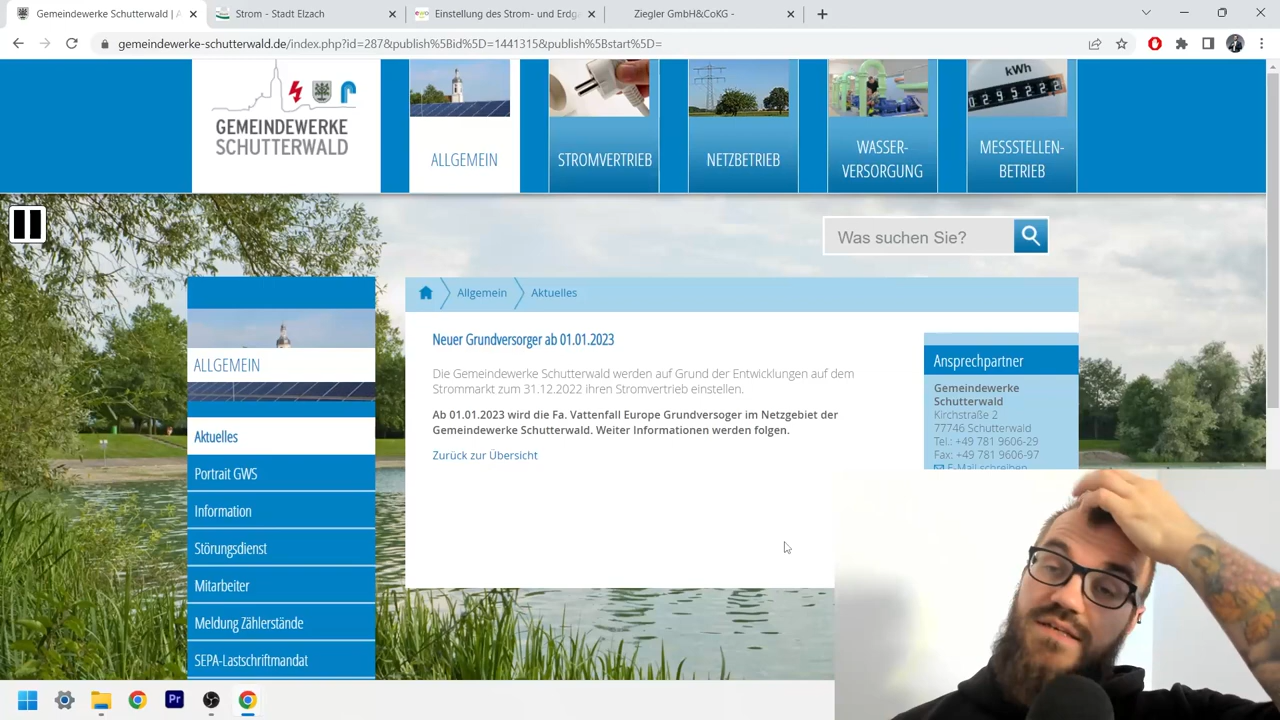 Gemeindewerke Schutterwald | A
Strom - Stadt Elzach
Einstellung des Strom- und Erdg
Ziegler GmbH&CoKG -
gemeindewerke-schutterwald.de/index.php?id=287&publish%5Bid%5D=1441315&publish%5Bstart%5D=
GEMEINDEWERKE
SCHUTTERWALD
ALLGEMEIN
STROMVERTRIEB
NETZBETRIEB
WASSER-
VERSORGUNG
kWh
MESSSTELLEN-
BETRIEB
Was suchen Sie?
Allgemein
Aktuelles
ALLGEMEIN
Aktuelles
Portrait GWS
Information
Störungsdienst
Mitarbeiter
Meldung Zählerstände
SEPA-Lastschriftmandat
Neuer Grundversorger ab 01.01.2023
Die Gemeindewerke Schutterwald werden auf Grund der Entwicklungen auf dem
Strommarkt zum 31.12.2022 ihren Stromvertrieb einstellen.
Ab 01.01.2023 wird die Fa. Vattenfall Europe Grundversoger im Netzgebiet der
Gemeindewerke Schutterwald. Weiter Informationen werden folgen.
Zurück zur Übersicht
Ansprechpartner
Gemeindewerke
Schutterwald
Kirchstraße 2
77746 Schutterwald
Tel.: +49 781 9606-29
Fax: +49 781 9606-97
E-Mail schreiben
Pr